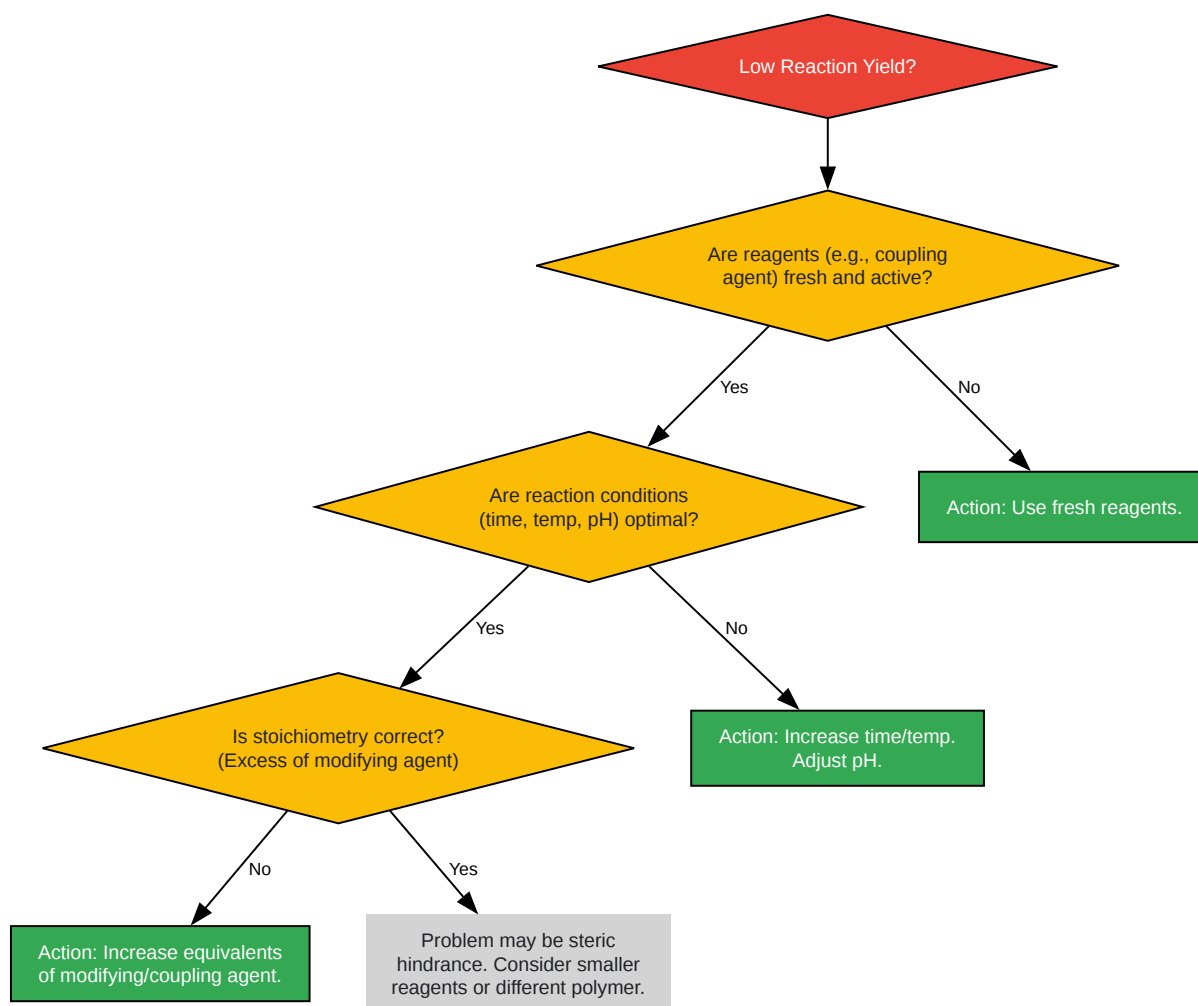 Low Reaction Yield?
Are reagents (e.g., coupling
agent) fresh and active?
Yes
No
Are reaction conditions
(time, temp, pH) optimal?
Action: Use fresh reagents.
Yes
No
Is stoichiometry correct?
(Excess of modifying agent)
Action: Increase time/temp.
Adjust pH.
No
Yes
Action: Increase equivalents
of modifying/coupling agent.
Problem may be steric
hindrance. Consider smaller
reagents or different polymer.